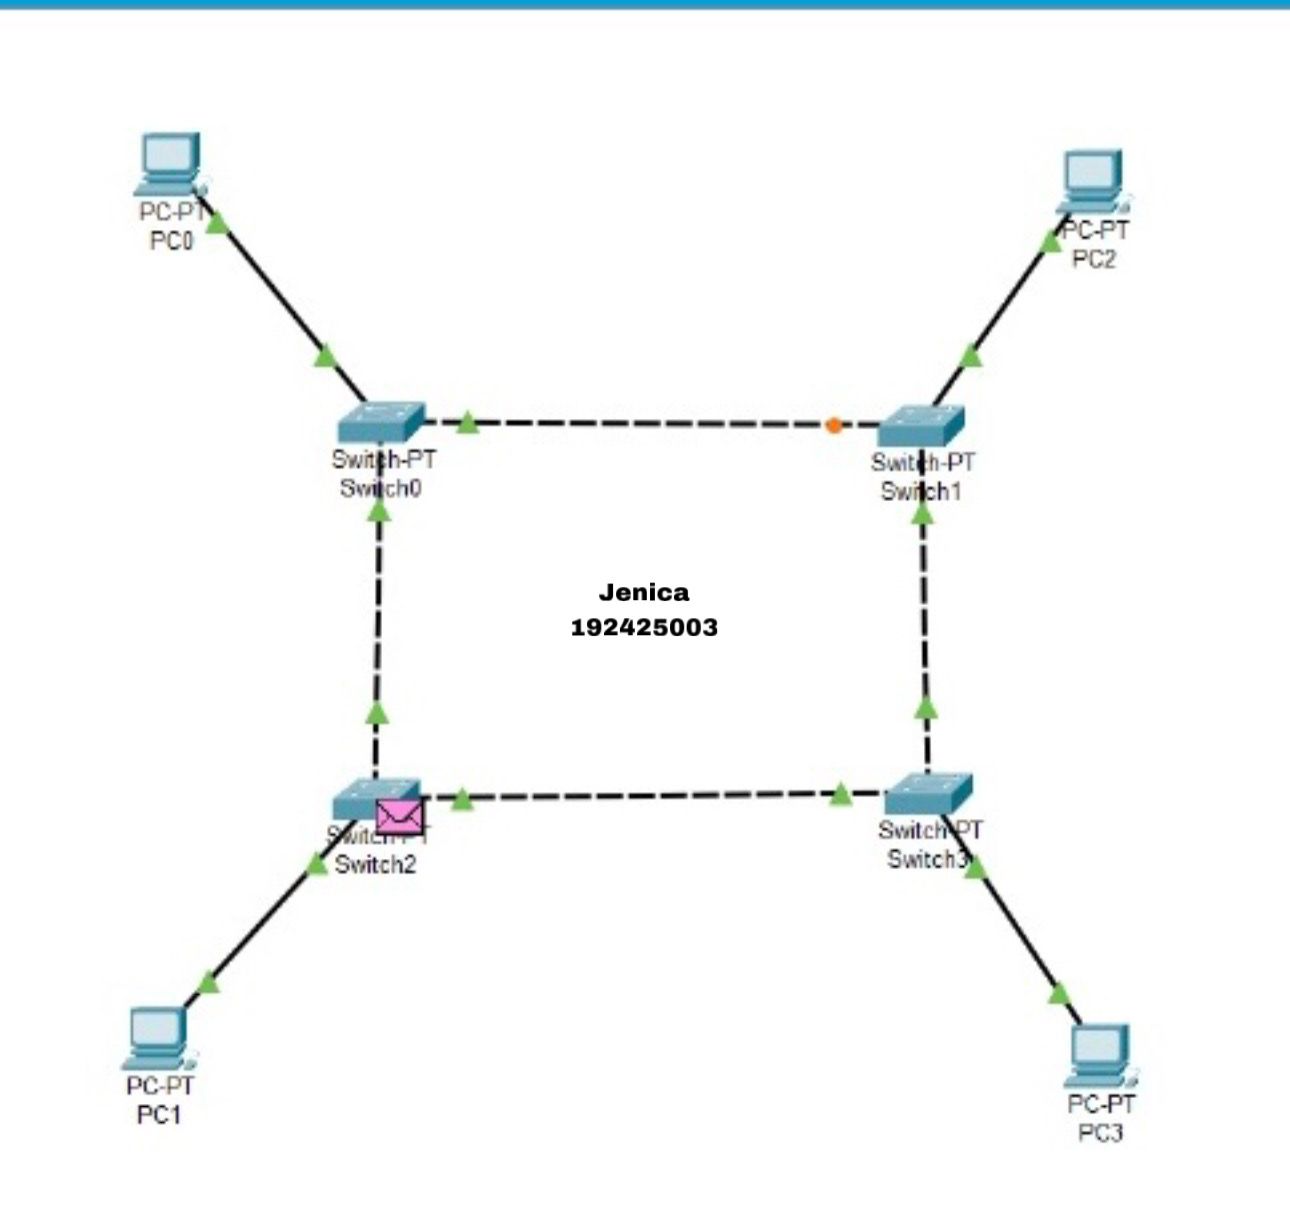 PC-PT
PC0
PC-PT
PC2
Switch-PT
Switch0
Switch-PT
Switch1
Jenica
192425003
Switch-PT
Switch2
Switch-PT
Switch3
PC-PT
PC1
PC-PT
PC3